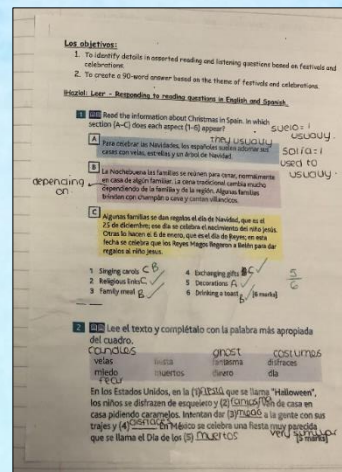 Los objetivos:
1. To identify details in assorted reading and listening questions based on festivals and
celebrations.
2. To create a 90-word answer based on the theme of festivals and celebrations.
¡Hazlo!: Leer - Responding to reading questions in English and Spanish.
1 Read the information about Christmas in Spain. In which
section (A–C) does each aspect (1–6) appear?
suelo = I
usually.
A
they usually
Para celebrar las Navidades, los españoles suelen adornar sus
casas con velas, estrellas y un árbol de Navidad.
solía = I
used to
usually.
B
La Nochebuena las familias se reúnen para cenar, normalmente
en casa de algún familiar. La cena tradicional cambia mucho
dependiendo de la familia y de la región. Algunas familias
brindan con champán o cava y cantan villancicos.
depending
on
C
Algunas familias se dan regalos el día de Navidad, que es el
25 de diciembre; ese día se celebra el nacimiento del niño Jesús.
Otras lo hacen el 6 de enero, que es el día de Reyes; en esta
fecha se celebra que los Reyes Magos llegaron a Belén para dar
regalos al niño Jesús.
1 Singing carols C B
4 Exchanging gifts C
2 Religious links C
5 Decorations A
3 Family meal B
6 Drinking a toast B [6 marks]
5
6
2 Lee el texto y complétalo con la palabra más apropiada
del cuadro.
candles ghost costumes
velas fiesta fantasma disfraces
miedo muertos dinero día
fear
En los Estados Unidos, en la (1) fiesta que se llama "Halloween",
los niños se disfrazan de esqueleto y (2) fantasma van de casa en
casa pidiendo caramelos. Intentan dar (3) miedo a la gente con sus
trajes y (4) disfraces En México se celebra una fiesta muy parecida
very similar
que se llama el Día de los (5) muertos [5 marks]